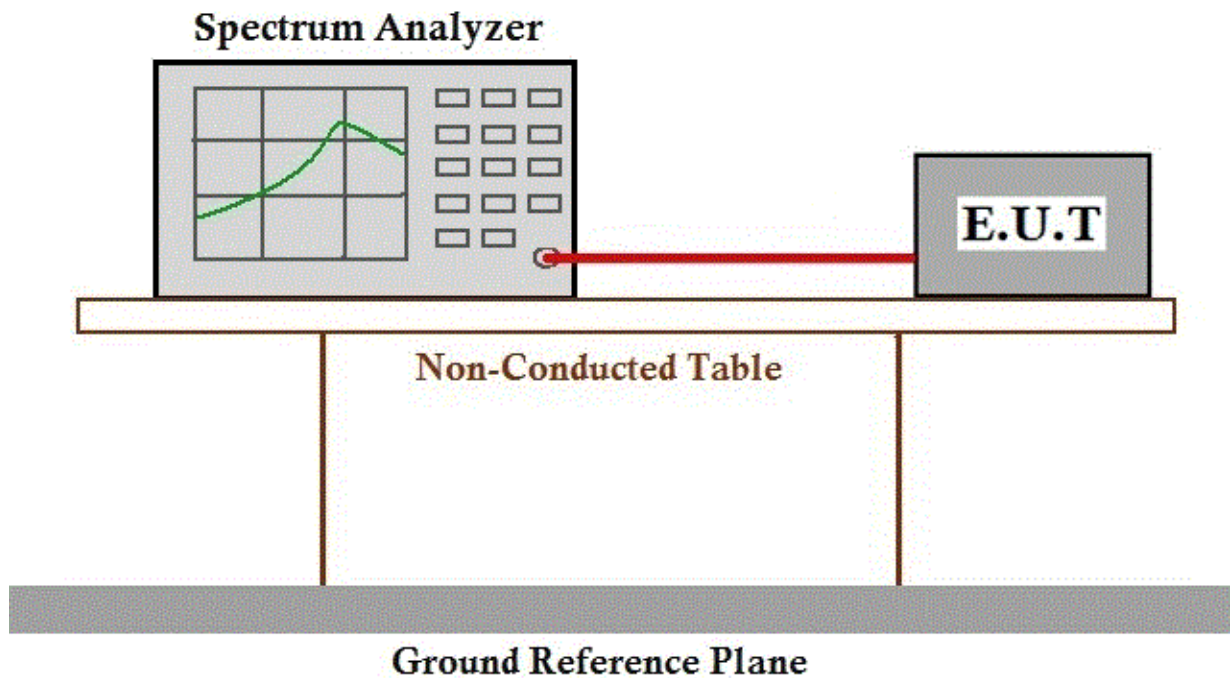 Spectrum Analyzer
E.U.T
Non-Conducted Table
Ground Reference Plane